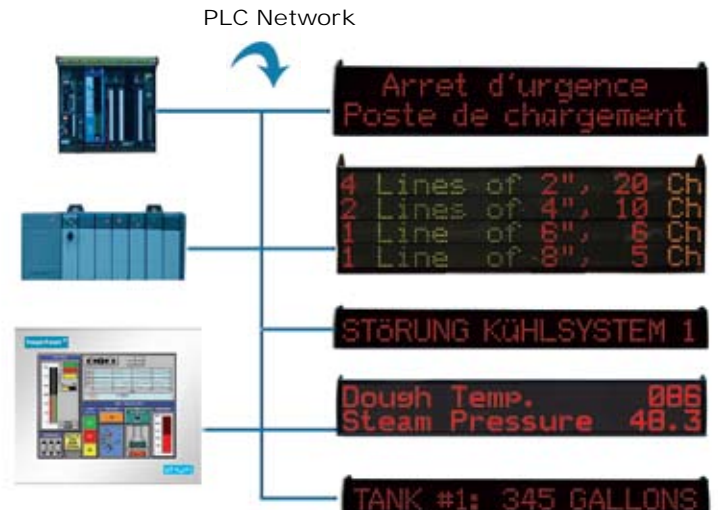 PLC Network
Arret d'urgence
Poste de chargement
4 Lines of 2", 20 Ch
2 Lines of 4", 10 Ch
1 Line of 6", 6 Ch
1 Line of 8", 5 Ch
STöRUNG KüHLSYSTEM 1
Dough Temp. 086
Steam Pressure 48.3
TANK #1: 345 GALLONS